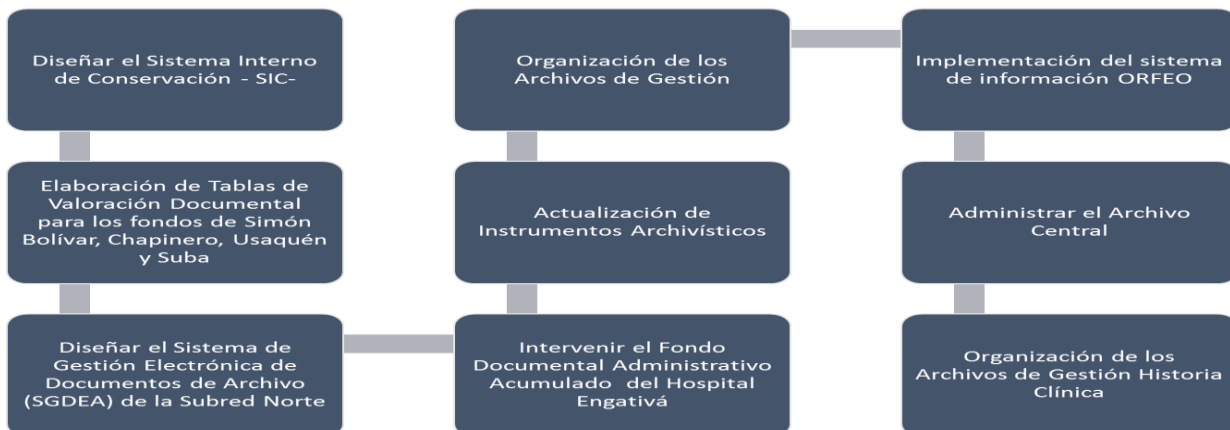 Diseñar el Sistema Interno
de Conservación - SIC-
Elaboración de Tablas de
Valoración Documental
para los fondos de Simón
Bolívar, Chapinero, Usaquén
y Suba
Diseñar el Sistema de
Gestión Electrónica de
Documentos de Archivo
(SGDEA) de la Subred Norte
Intervenir el Fondo
Documental Administrativo
Acumulado del Hospital
Engativá
Actualización de
Instrumentos Archivísticos
Organización de los
Archivos de Gestión
Implementación del sistema
de información ORFEO
Administrar el Archivo
Central
Organización de los
Archivos de Gestión Historia
Clínica